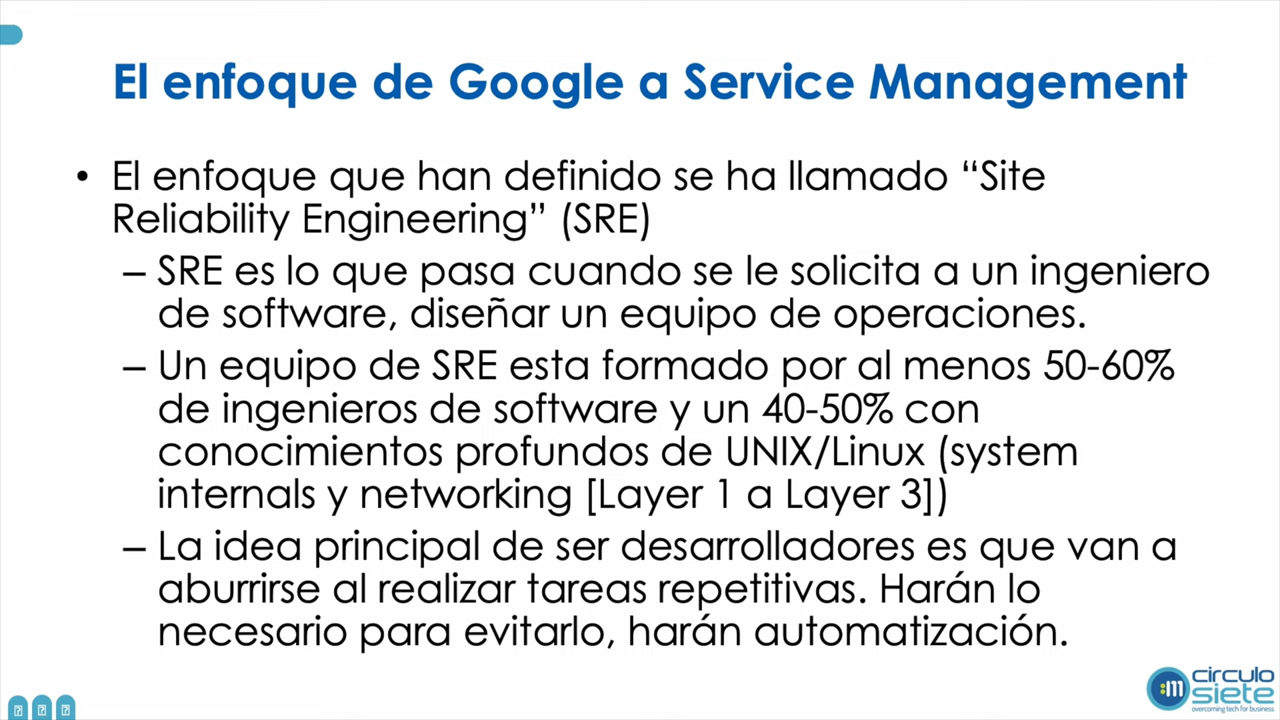 El enfoque de Google a Service Management
• El enfoque que han definido se ha llamado “Site
Reliability Engineering” (SRE)
– SRE es lo que pasa cuando se le solicita a un ingeniero
de software, diseñar un equipo de operaciones.
– Un equipo de SRE esta formado por al menos 50-60%
de ingenieros de software y un 40-50% con
conocimientos profundos de UNIX/Linux (system
internals y networking [Layer 1 a Layer 3])
– La idea principal de ser desarrolladores es que van a
aburrirse al realizar tareas repetitivas. Harán lo
necesario para evitarlo, harán automatización.
:m
circulo
siete
overcoming tech for business